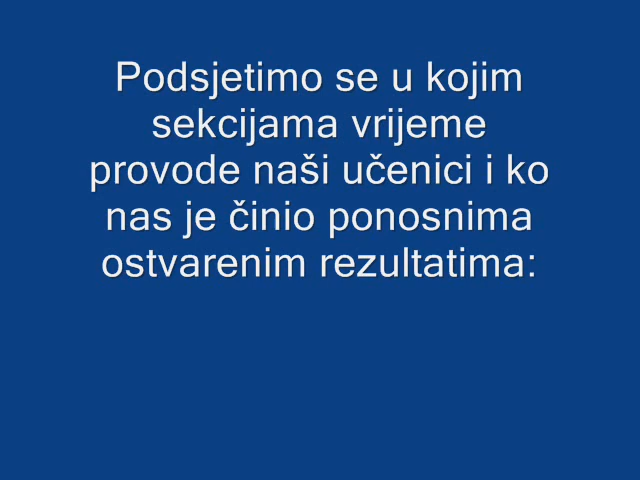 Podsjetimo se u kojim
sekcijama vrijeme
provode naši učenici i ko
nas je činio ponosnima
ostvarenim rezultatima: